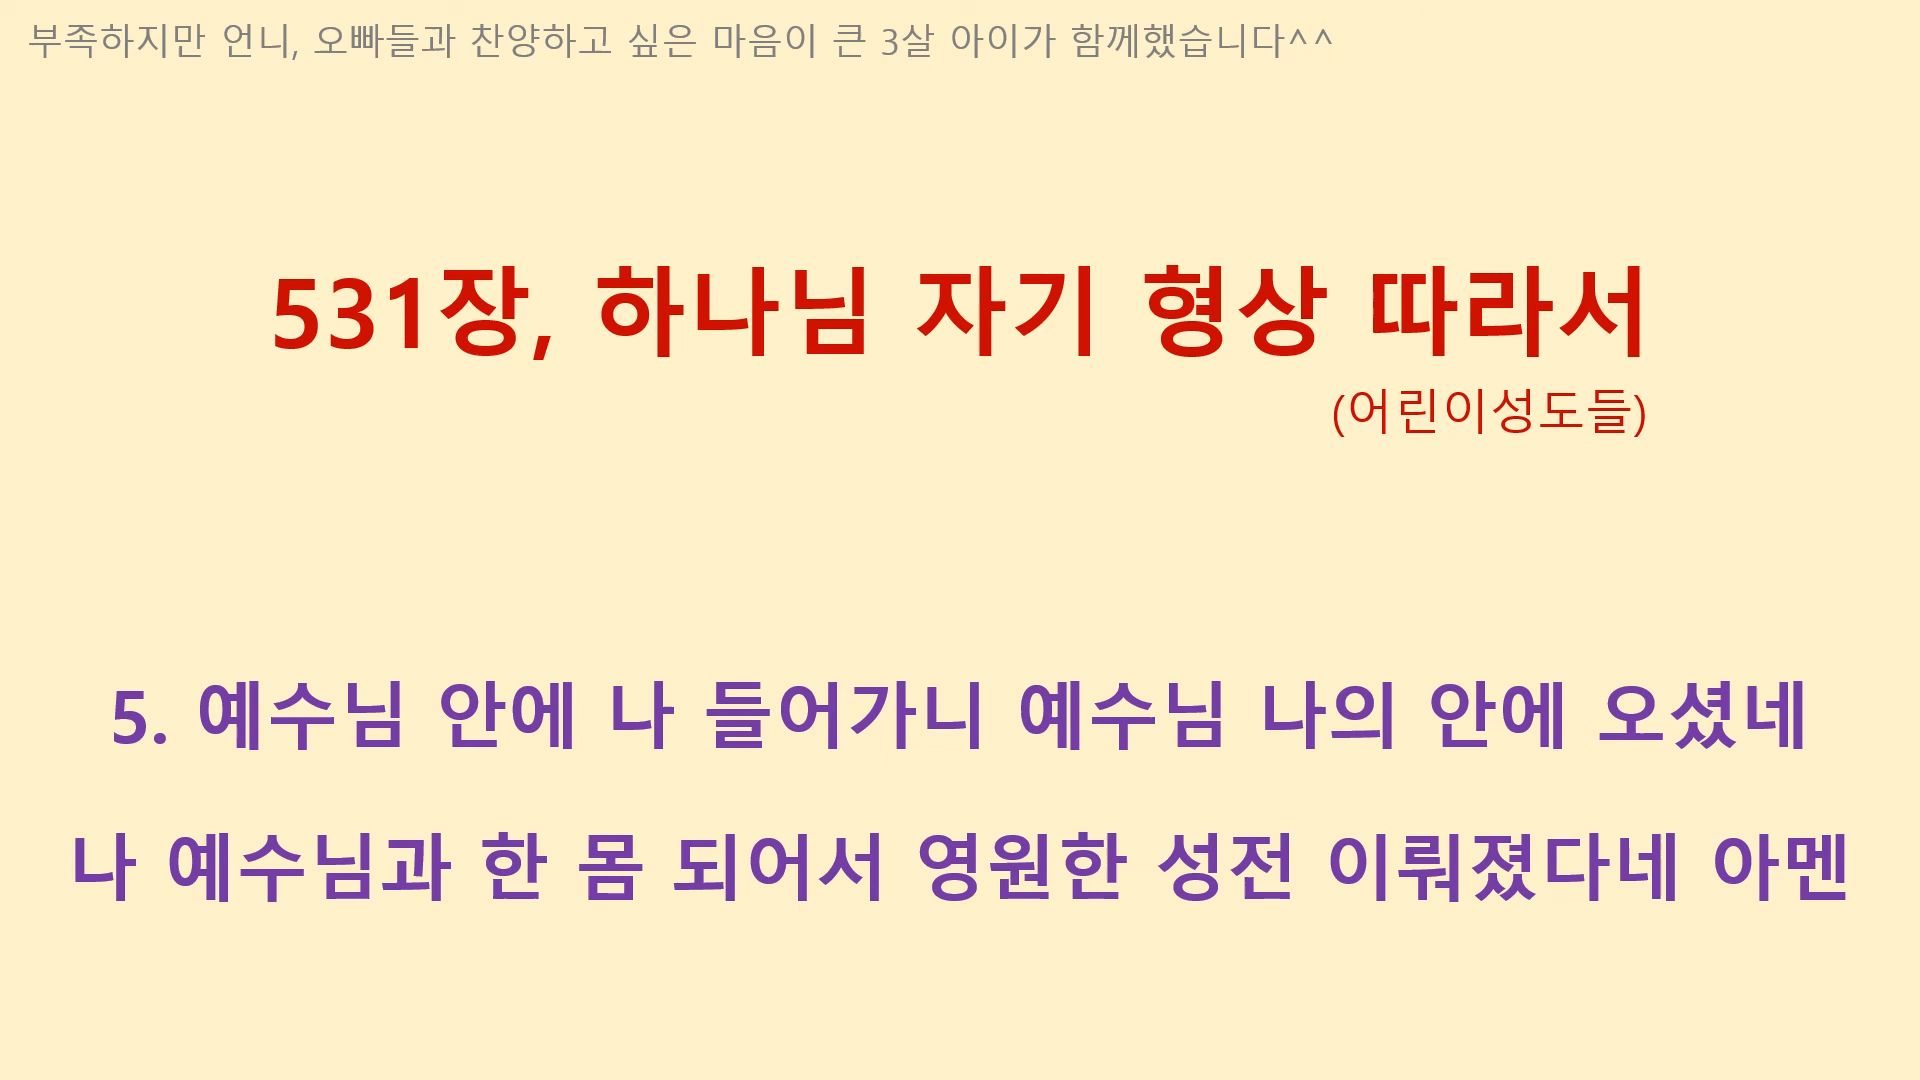 부족하지만 언니, 오빠들과 찬양하고 싶은 마음이 큰 3살 아이가 함께했습니다^^
531장, 하나님 자기 형상 따라서
(어린이성도들)
5. 예수님 안에 나 들어가니 예수님 나의 안에 오셨네
나 예수님과 한 몸 되어서 영원한 성전 이뤄졌다네 아멘